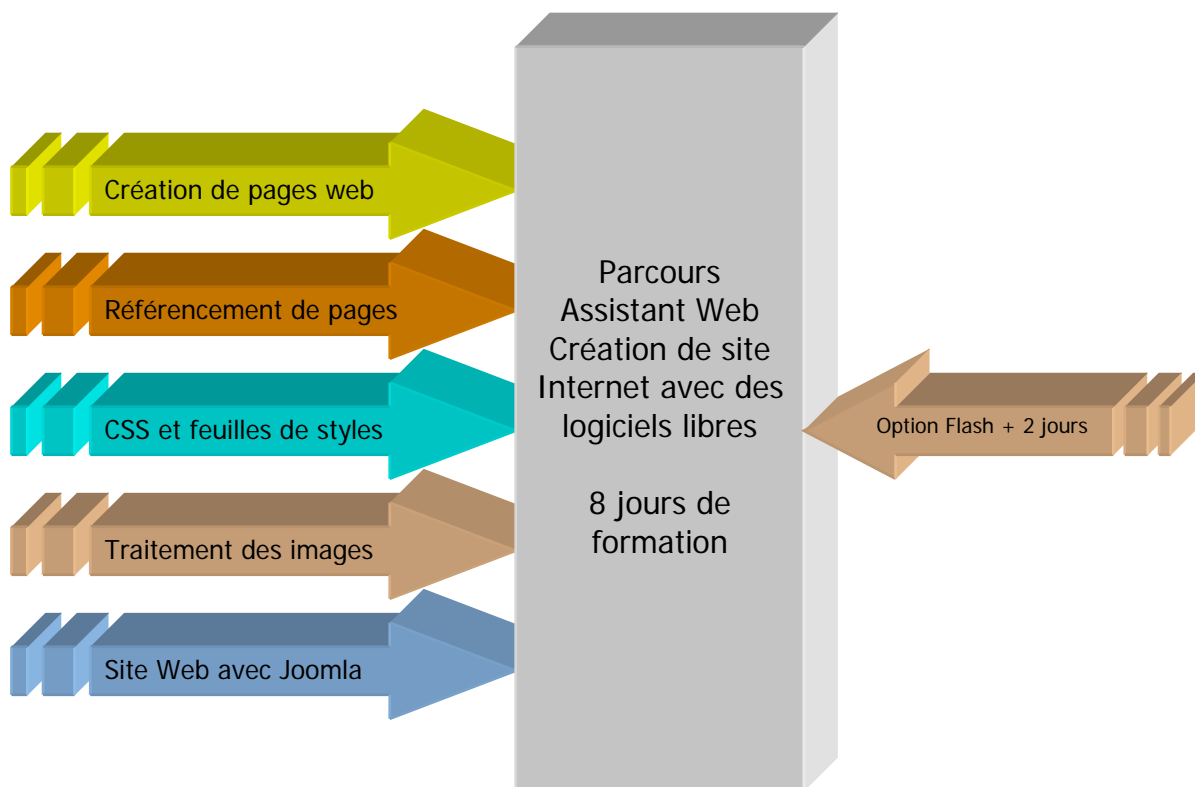 Création de pages web
Référencement de pages
CSS et feuilles de styles
Traitement des images
Site Web avec Joomla
Parcours
Assistant Web
Création de site
Internet avec des
logiciels libres
8 jours de
formation
Option Flash + 2 jours